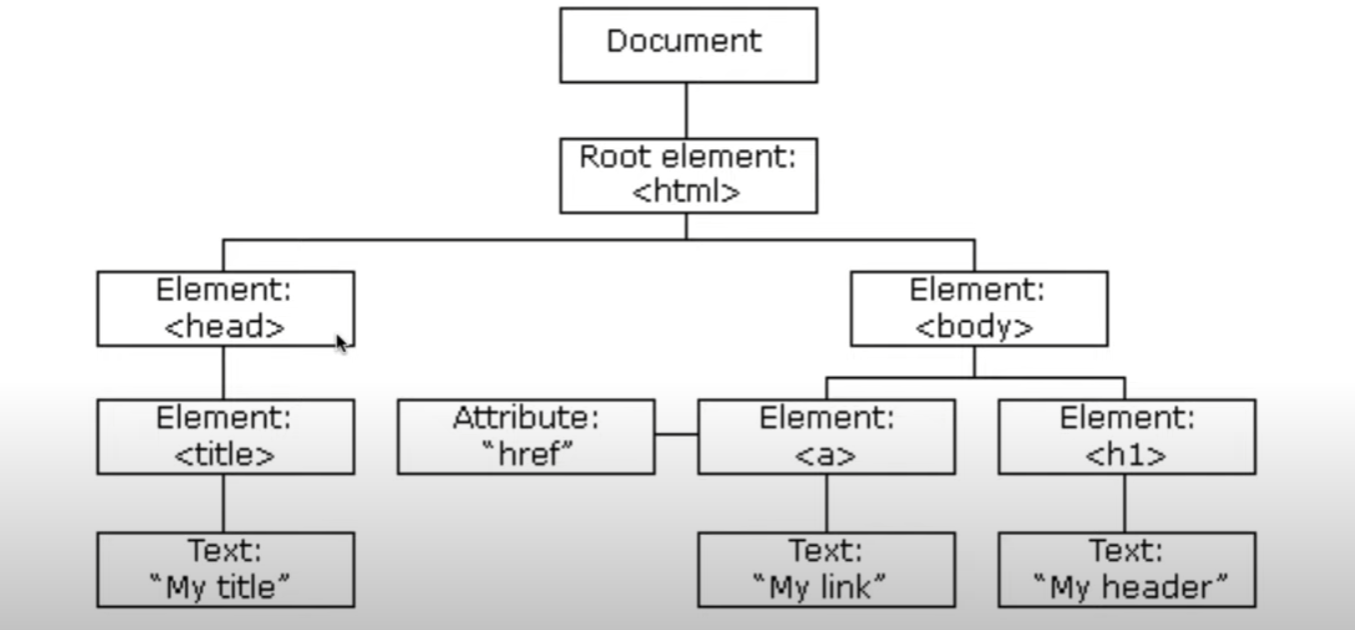 Document
Root element:
<html>
Element:
<head>
Element:
<body>
Element:
<title>
Attribute:
“href”
Element:
<a>
Element:
<h1>
Text:
“My title”
Text:
“My link”
Text:
“My header”